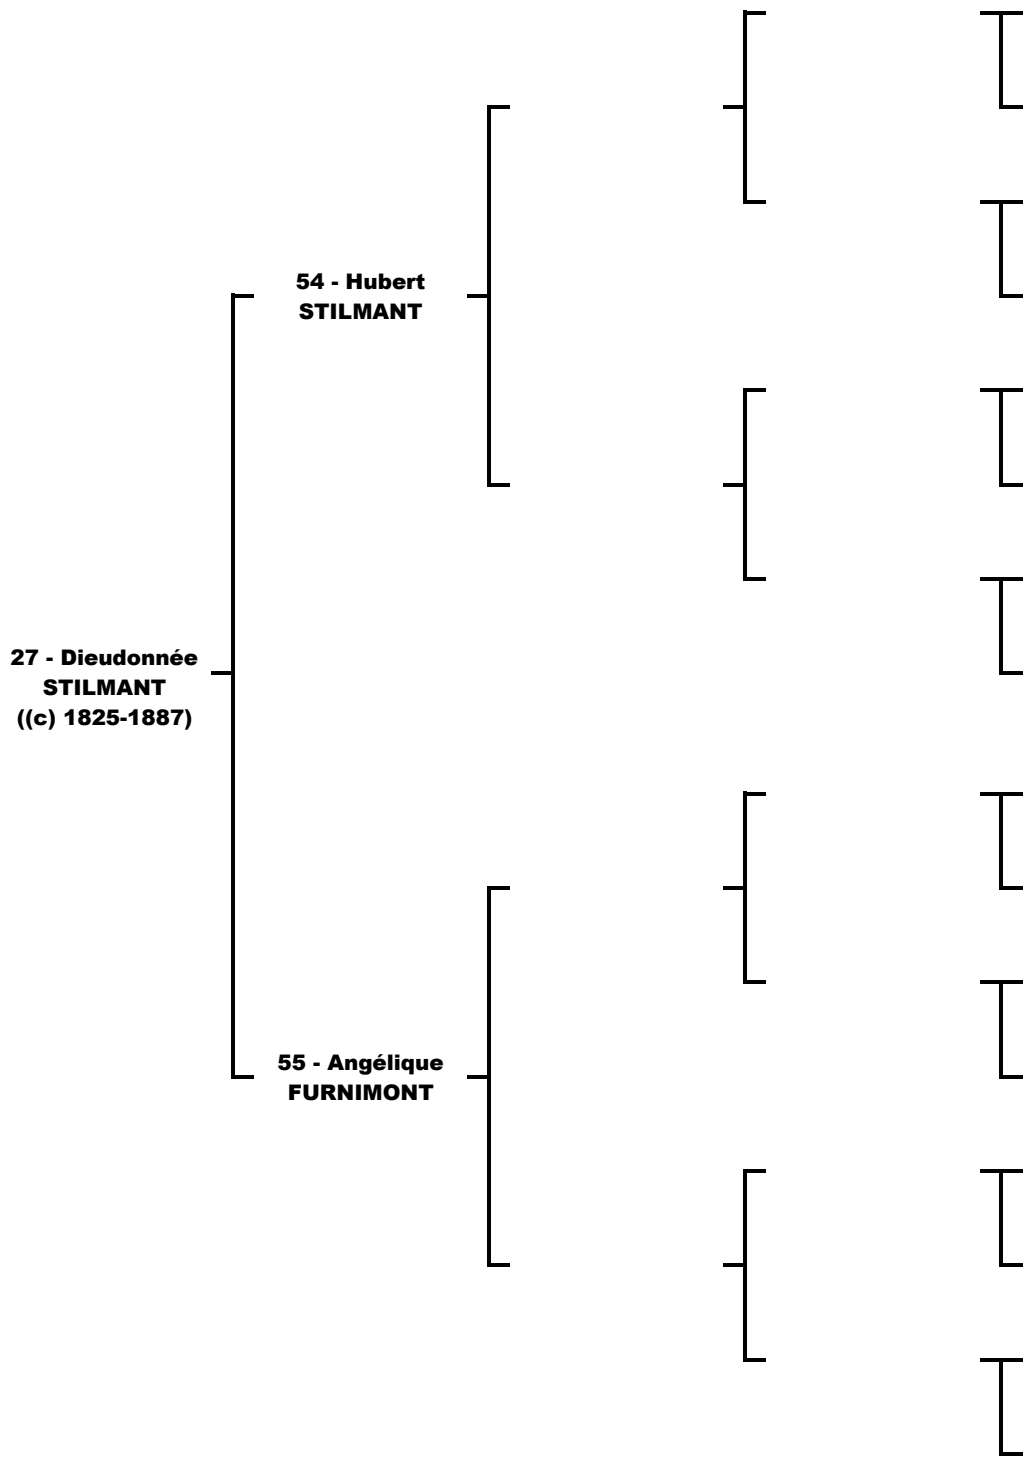 54 - Hubert
STILMANT
27 - Dieudonnée
STILMANT
((c) 1825-1887)
55 - Angélique
FURNIMONT